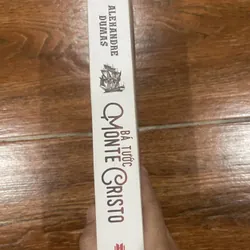 ALEXANDRE
DUMAS
BÁ TƯỚC
MONTE CRISTO